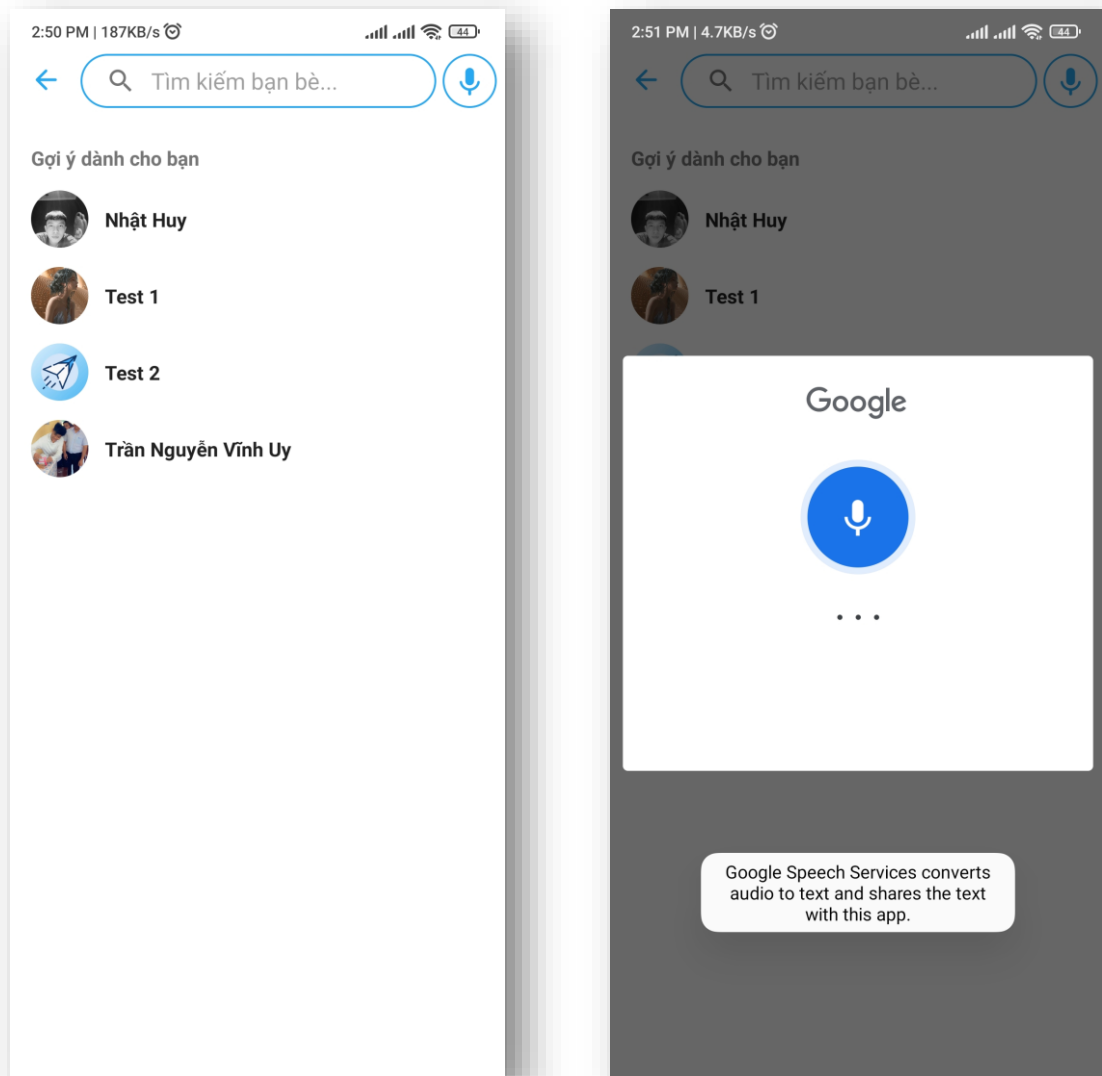 2:50 PM | 187KB/s
44
Tìm kiếm bạn bè...
Gợi ý dành cho bạn
Nhật Huy
Test 1
Test 2
Trần Nguyễn Vĩnh Uy
2:51 PM | 4.7KB/s
44
Tìm kiếm bạn bè...
Gợi ý dành cho bạn
Nhật Huy
Test 1
Google
Google Speech Services converts
audio to text and shares the text
with this app.